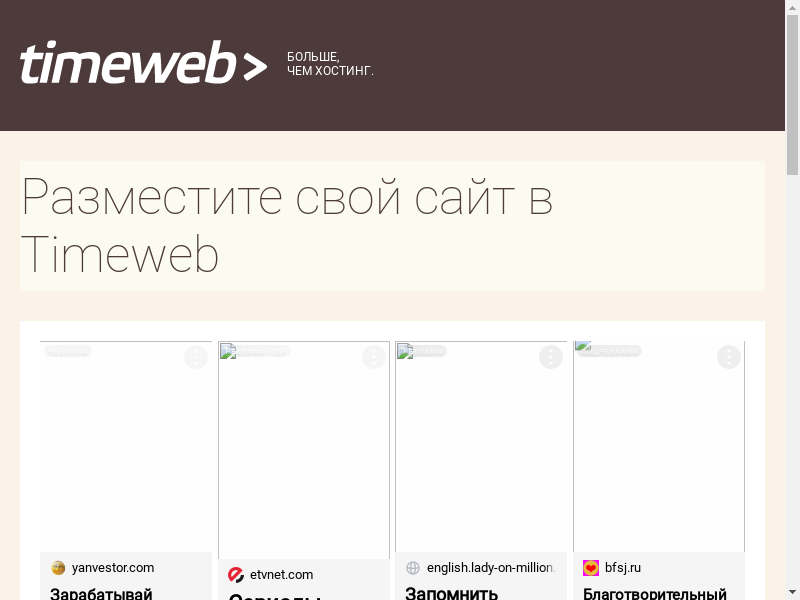 timeweb>
БОЛЬШЕ,
ЧЕМ ХОСТИНГ.
Разместите свой сайт в
Timeweb
yanvestor.com
Зарабатывай
etvnet.com
Сериалы
english.lady-on-million.
Запомнить
bfsj.ru
Благотворительный